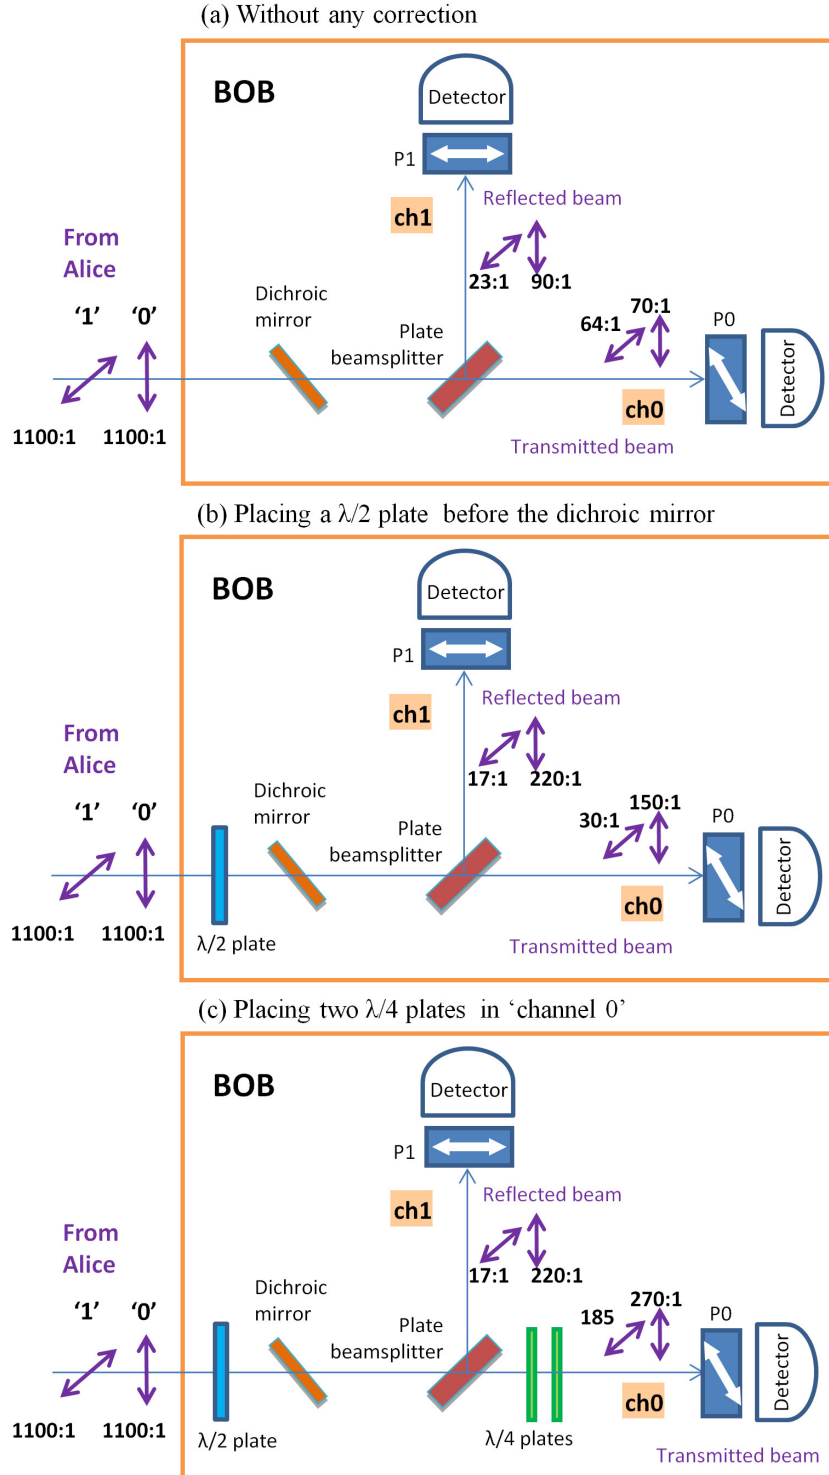 (a) Without any correction
BOB
Detector
P1
ch1
Reflected beam
23:1 90:1
From
Alice
'1' '0'
1100:1 1100:1
Dichroic
mirror
Plate
beamsplitter
64:1 70:1
P0
Detector
ch0
Transmitted beam
(b) Placing a λ/2 plate before the dichroic mirror
BOB
Detector
P1
ch1
Reflected beam
17:1 220:1
From
Alice
'1' '0'
1100:1 1100:1
λ/2 plate
Dichroic
mirror
Plate
beamsplitter
30:1 150:1
P0
Detector
ch0
Transmitted beam
(c) Placing two λ/4 plates in 'channel 0'
BOB
Detector
P1
ch1
Reflected beam
17:1 220:1
From
Alice
'1' '0'
1100:1 1100:1
λ/2 plate
Dichroic
mirror
Plate
beamsplitter
λ/4 plates
185 270:1
P0
Detector
ch0
Transmitted beam